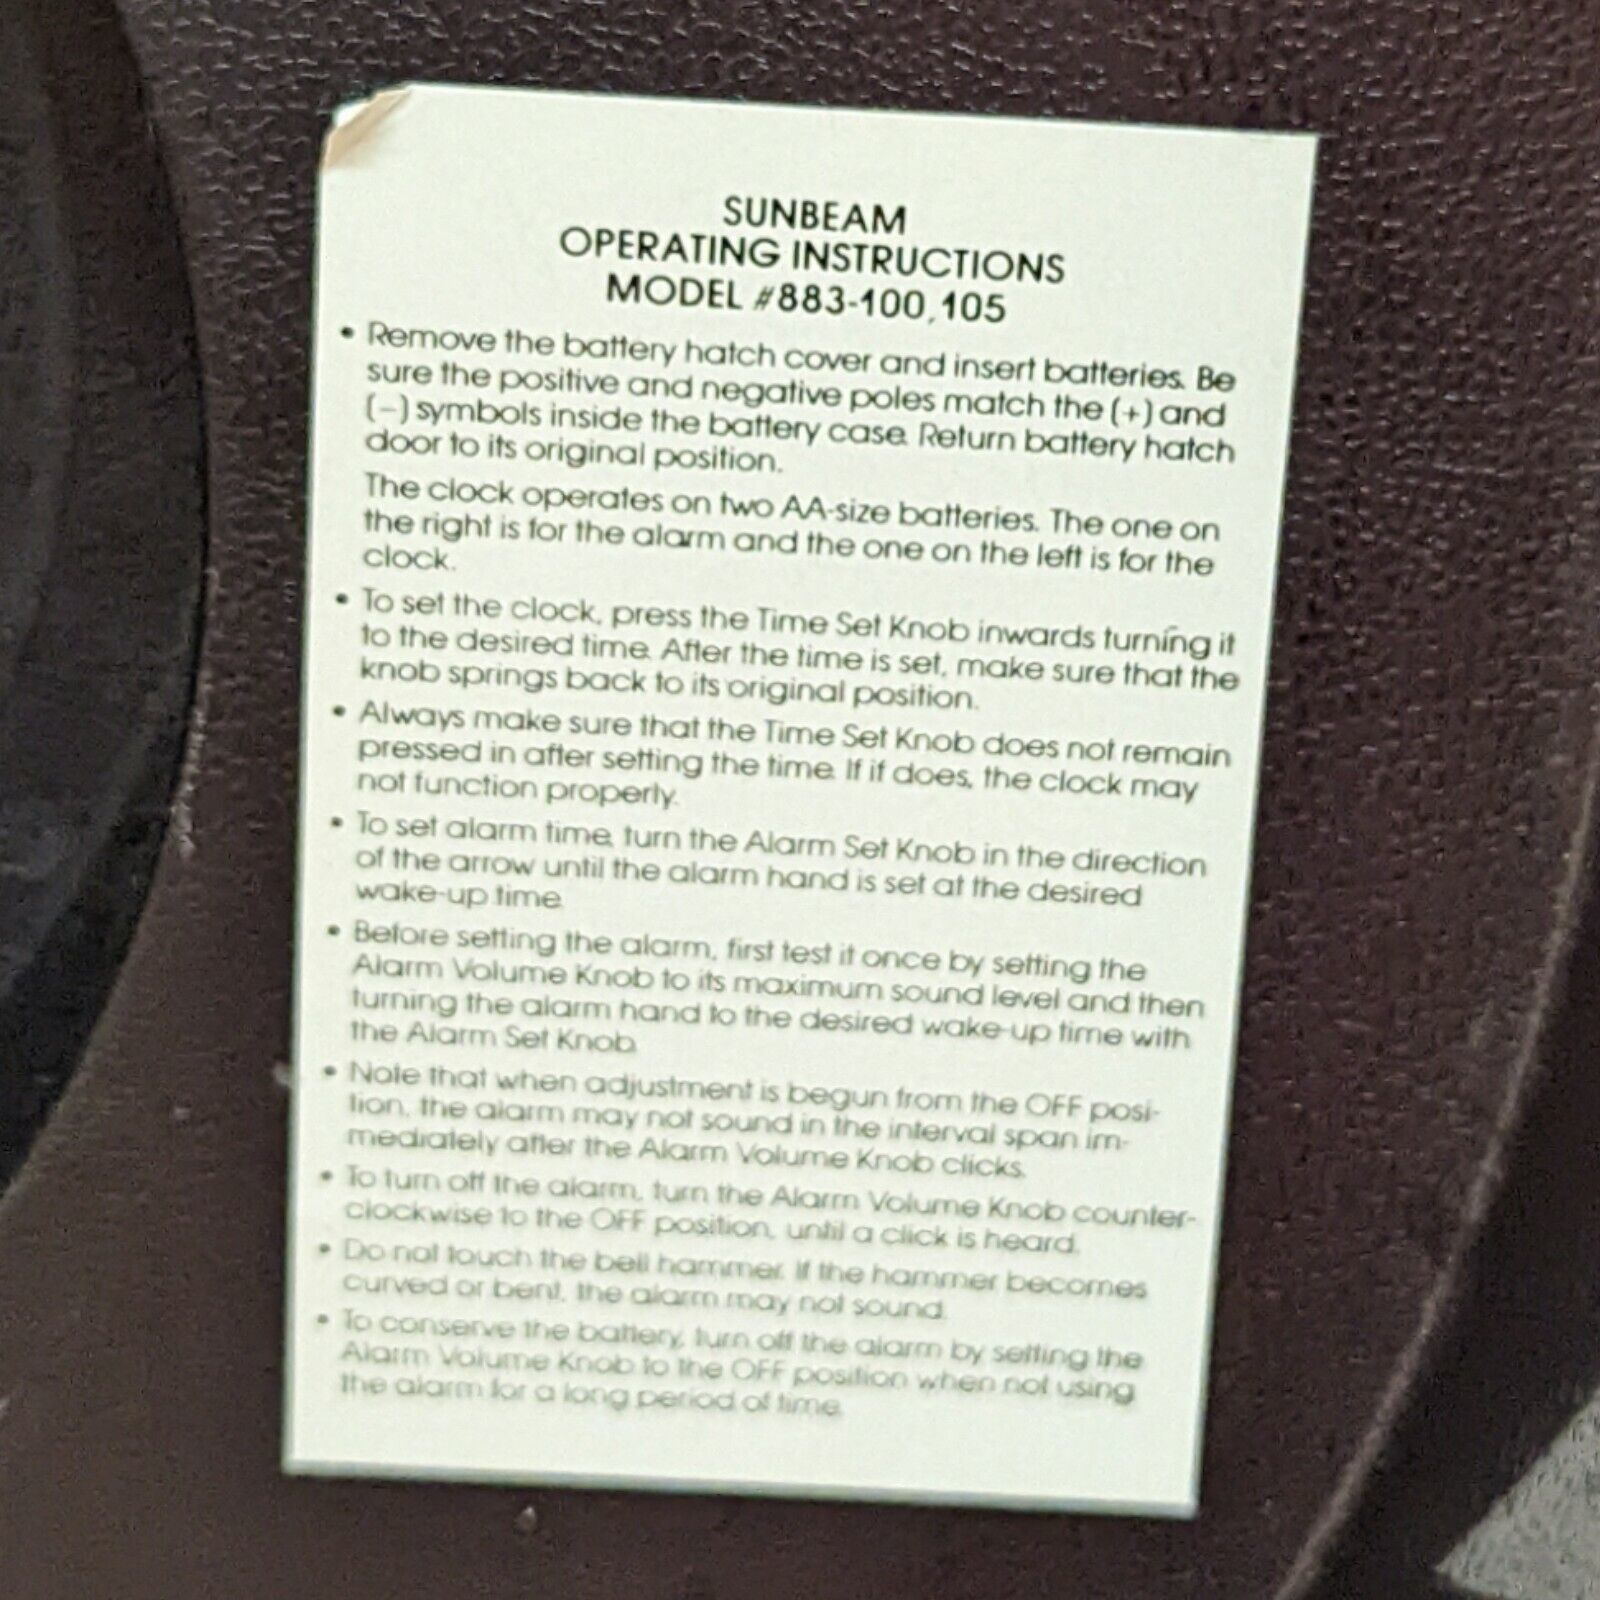 SUNBEAM
OPERATING INSTRUCTIONS
MODEL #883-100, 105
• Remove the battery hatch cover and insert batteries. Be
sure the positive and negative poles match the (+) and
(−) symbols inside the battery case. Return battery hatch
door to its original position.
The clock operates on two AA-size batteries. The one on
the right is for the alarm and the one on the left is for the
clock.
• To set the clock, press the Time Set Knob inwards turning it
to the desired time. After the time is set, make sure that the
knob springs back to its original position.
• Always make sure that the Time Set Knob does not remain
pressed in after setting the time. If if does, the clock may
not function properly.
• To set alarm time, turn the Alarm Set Knob in the direction
of the arrow until the alarm hand is set at the desired
wake-up time.
• Before setting the alarm, first test it once by setting the
Alarm Volume Knob to its maximum sound level and then
turning the alarm hand to the desired wake-up time with
the Alarm Set Knob.
• Note that when adjustment is begun from the OFF posi-
tion, the alarm may not sound in the interval span im-
mediately after the Alarm Volume Knob clicks.
• To turn off the alarm, turn the Alarm Volume Knob counter-
clockwise to the OFF position, until a click is heard.
• Do not touch the bell hammer. If the hammer becomes
curved or bent, the alarm may not sound.
• To conserve the battery, turn off the alarm by setting the
Alarm Volume Knob to the OFF position when not using
the alarm for a long period of time.